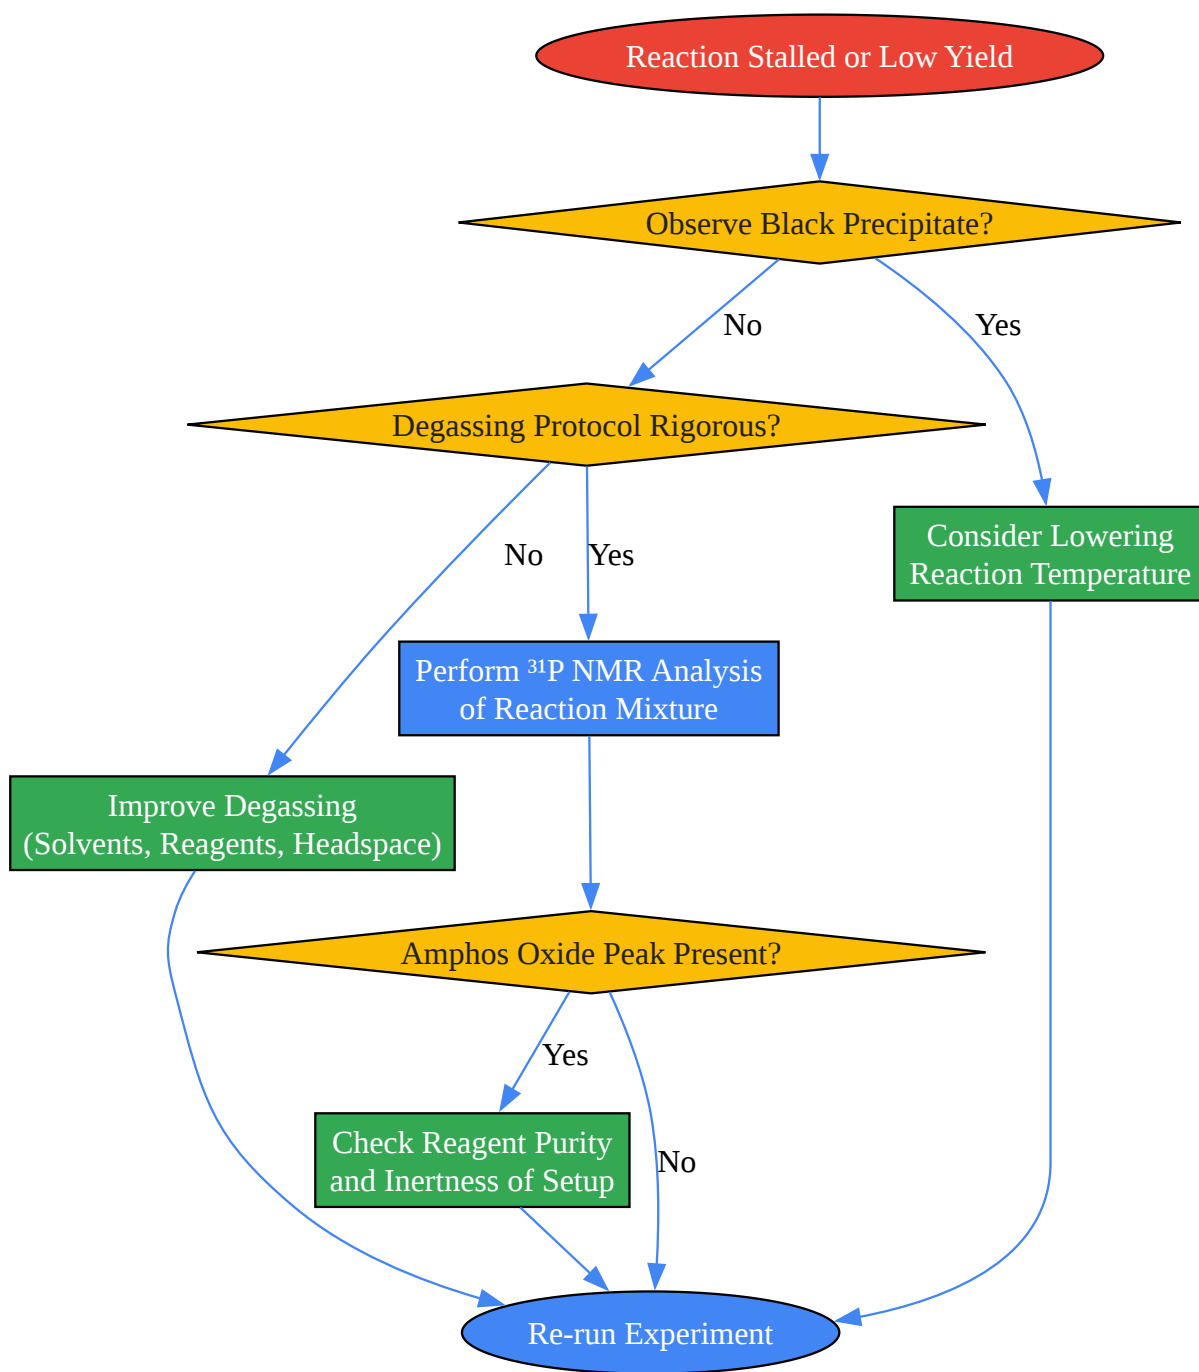 Reaction Stalled or Low Yield
Observe Black Precipitate?
No
Yes
Degassing Protocol Rigorous?
Consider Lowering
Reaction Temperature
No
Yes
Perform ³¹P NMR Analysis
of Reaction Mixture
Improve Degassing
(Solvents, Reagents, Headspace)
Amphos Oxide Peak Present?
Yes
Check Reagent Purity
and Inertness of Setup
No
Re-run Experiment